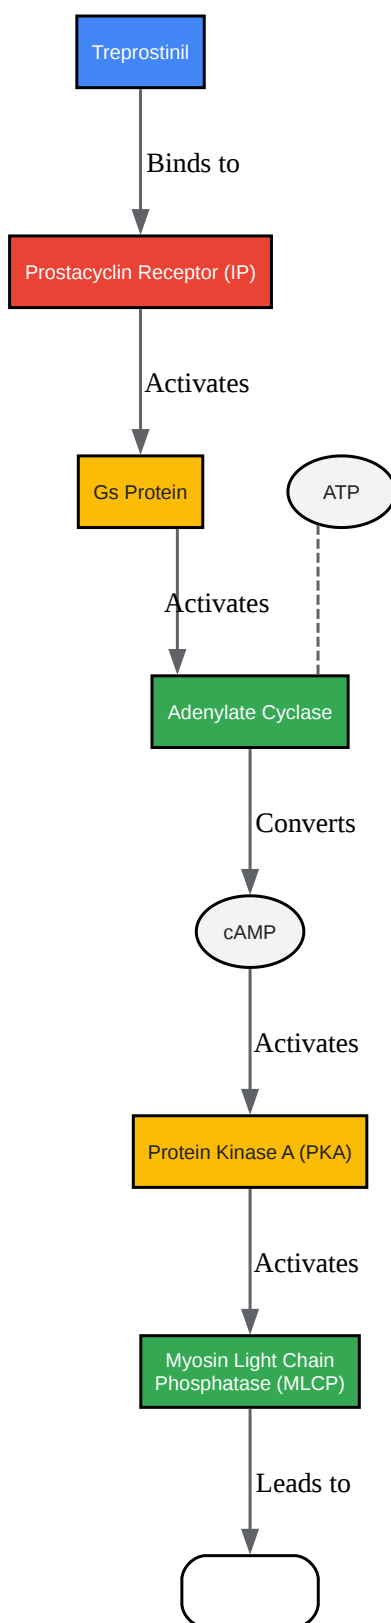 Treprostinil
Binds to
Prostacyclin Receptor (IP)
Activates
Gs Protein
ATP
Activates
Adenylate Cyclase
Converts
cAMP
Activates
Protein Kinase A (PKA)
Activates
Myosin Light Chain
Phosphatase (MLCP)
Leads to